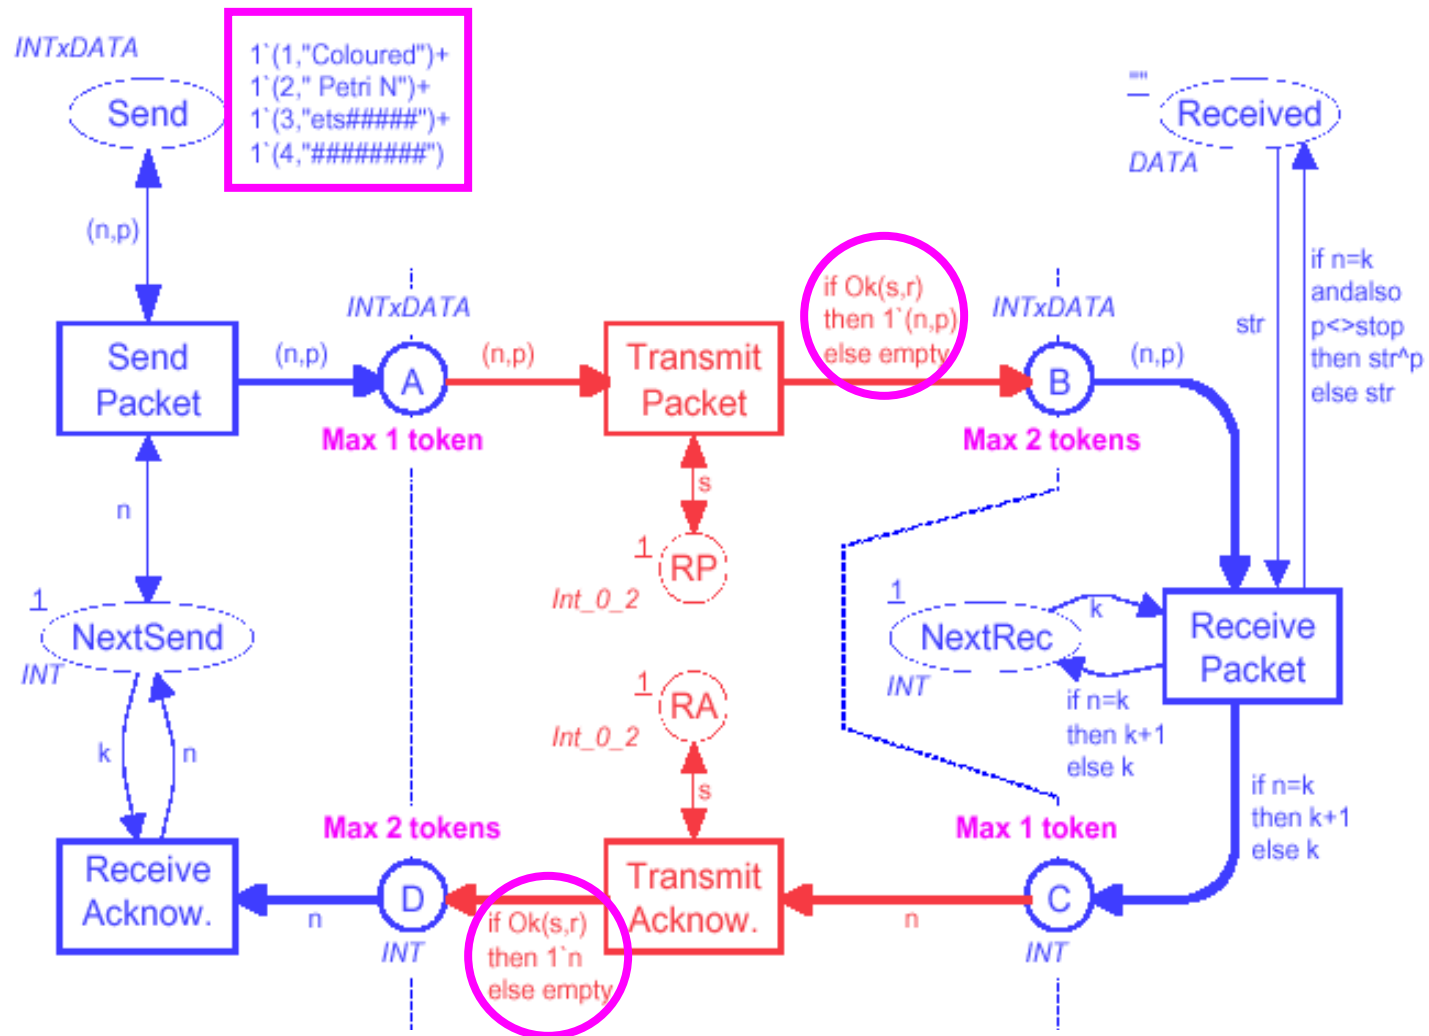 INTxDATA
1`(1,"Coloured")+
1`(2," Petri N")+
1`(3,"ets#####")+
1`(4,"########")
Send
""
Received
DATA
(n,p)
if n=k
andalso
p<>stop
then str^p
else str
str
INTxDATA
if Ok(s,r)
then 1`(n,p)
else empty
INTxDATA
Send
Packet
(n,p)
A
(n,p)
Transmit
Packet
B
(n,p)
Max 1 token
Max 2 tokens
n
s
1
RP
Int_0_2
1
NextSend
INT
1
NextRec
INT
k
Receive
Packet
1
RA
Int_0_2
if n=k
then k+1
else k
k
n
s
if n=k
then k+1
else k
Max 2 tokens
Max 1 token
Receive
Acknow.
n
D
INT
Transmit
Acknow.
n
C
INT
if Ok(s,r)
then 1`n
else empty